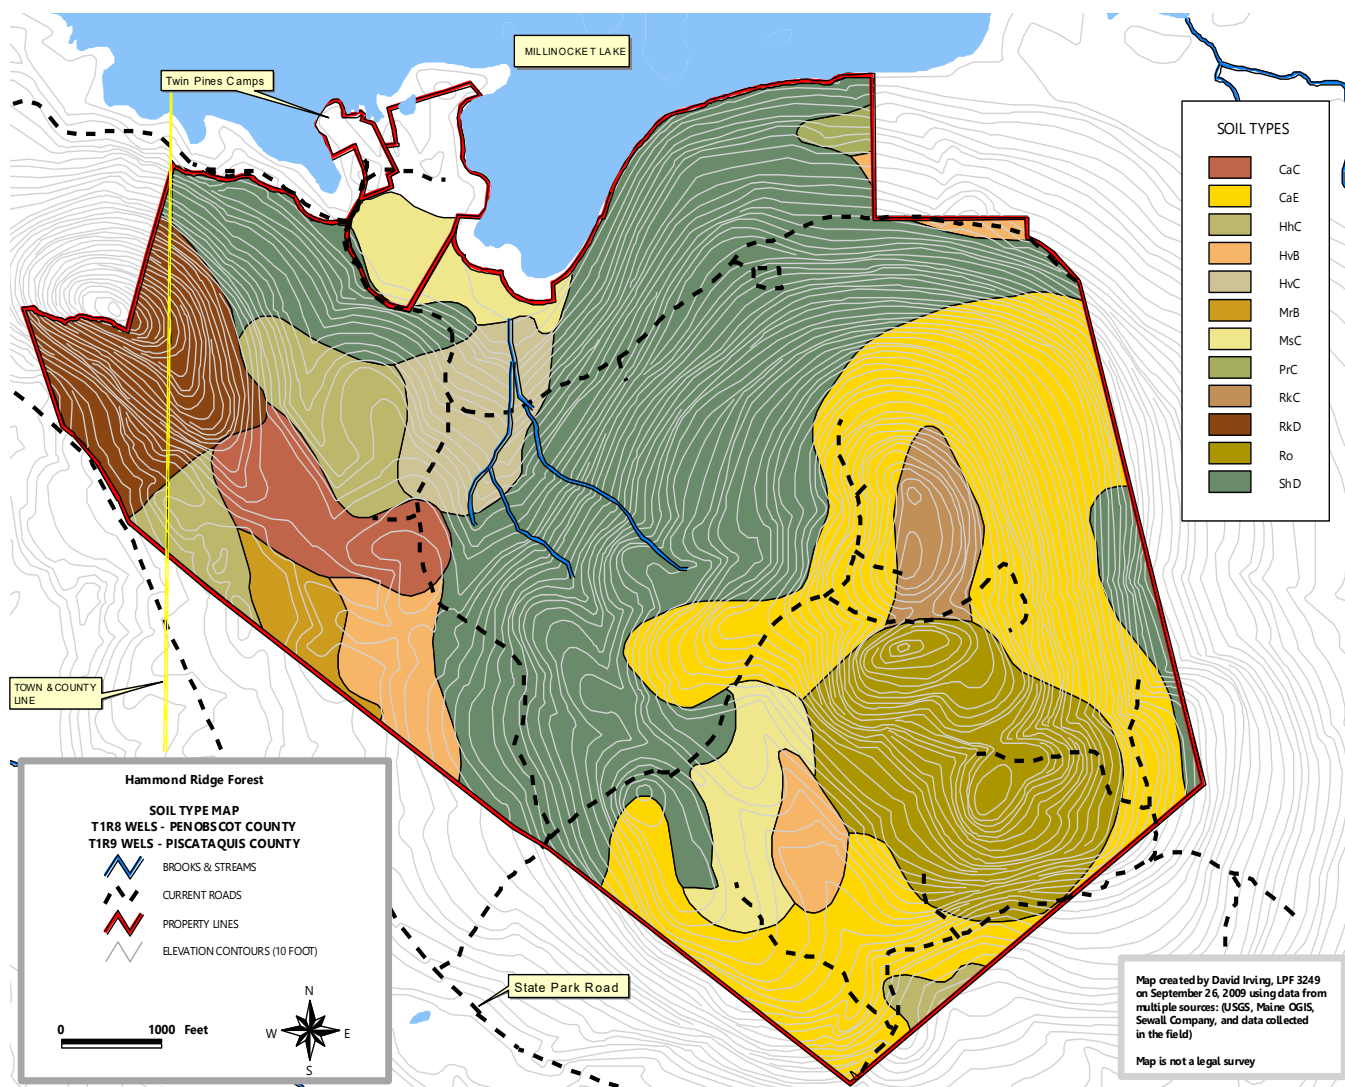 MILLINOCKET LAKE
Twin Pines Camps
SOIL TYPES
CaC
CaE
HhC
HvB
HvC
MrB
MsC
PrC
RkC
RkD
Ro
ShD
TOWN & COUNTY
LINE
Hammond Ridge Forest
SOIL TYPE MAP
T1R8 WELS - PENOBSCOT COUNTY
T1R9 WELS - PISCATAQUIS COUNTY
BROOKS & STREAMS
CURRENT ROADS
PROPERTY LINES
ELEVATION CONTOURS (10 FOOT)
0 1000 Feet
N
W E
S
State Park Road
Map created by David Irving, LPF 3249
on September 26, 2009 using data from
multiple sources: (USGS, Maine OGIS,
Sewall Company, and data collected
in the field)
Map is not a legal survey